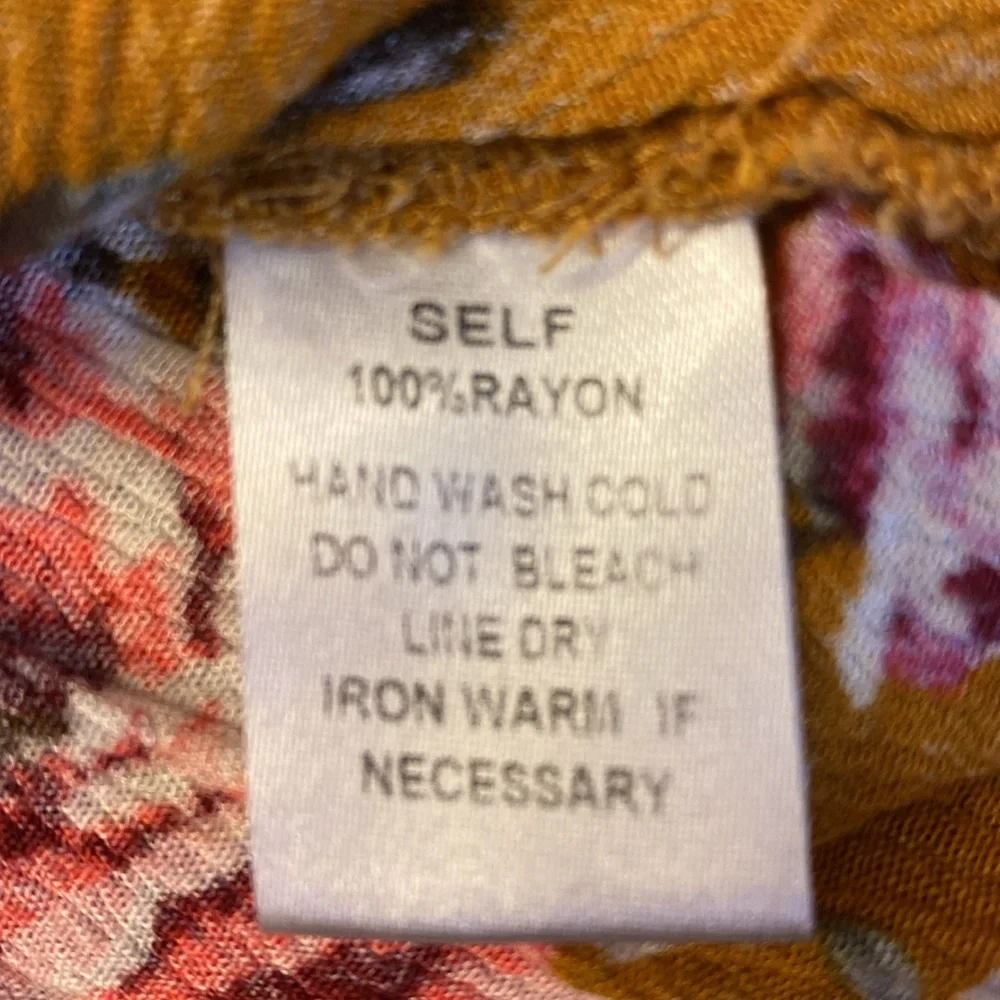 SELF
100%RAYON
HAND WASH COLD
DO NOT BLEACH
LINE DRY
IRON WARM IF
NECESSARY